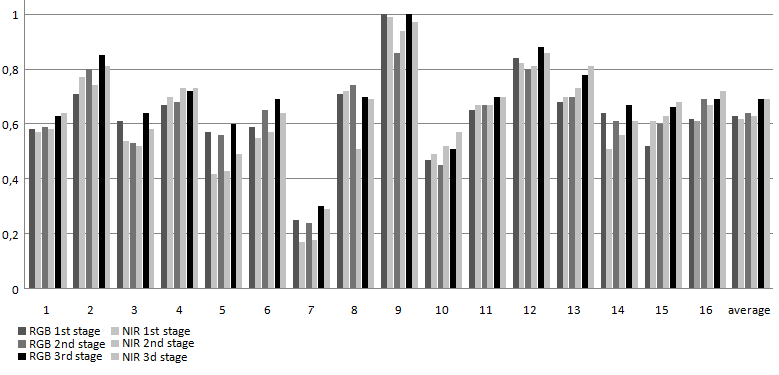 1
0,8
0,6
0,4
0,2
0
1 2 3 4 5 6 7 8 9 10 11 12 13 14 15 16 average
RGB 1st stage NIR 1st stage
RGB 2nd stage NIR 2nd stage
RGB 3rd stage NIR 3d stage